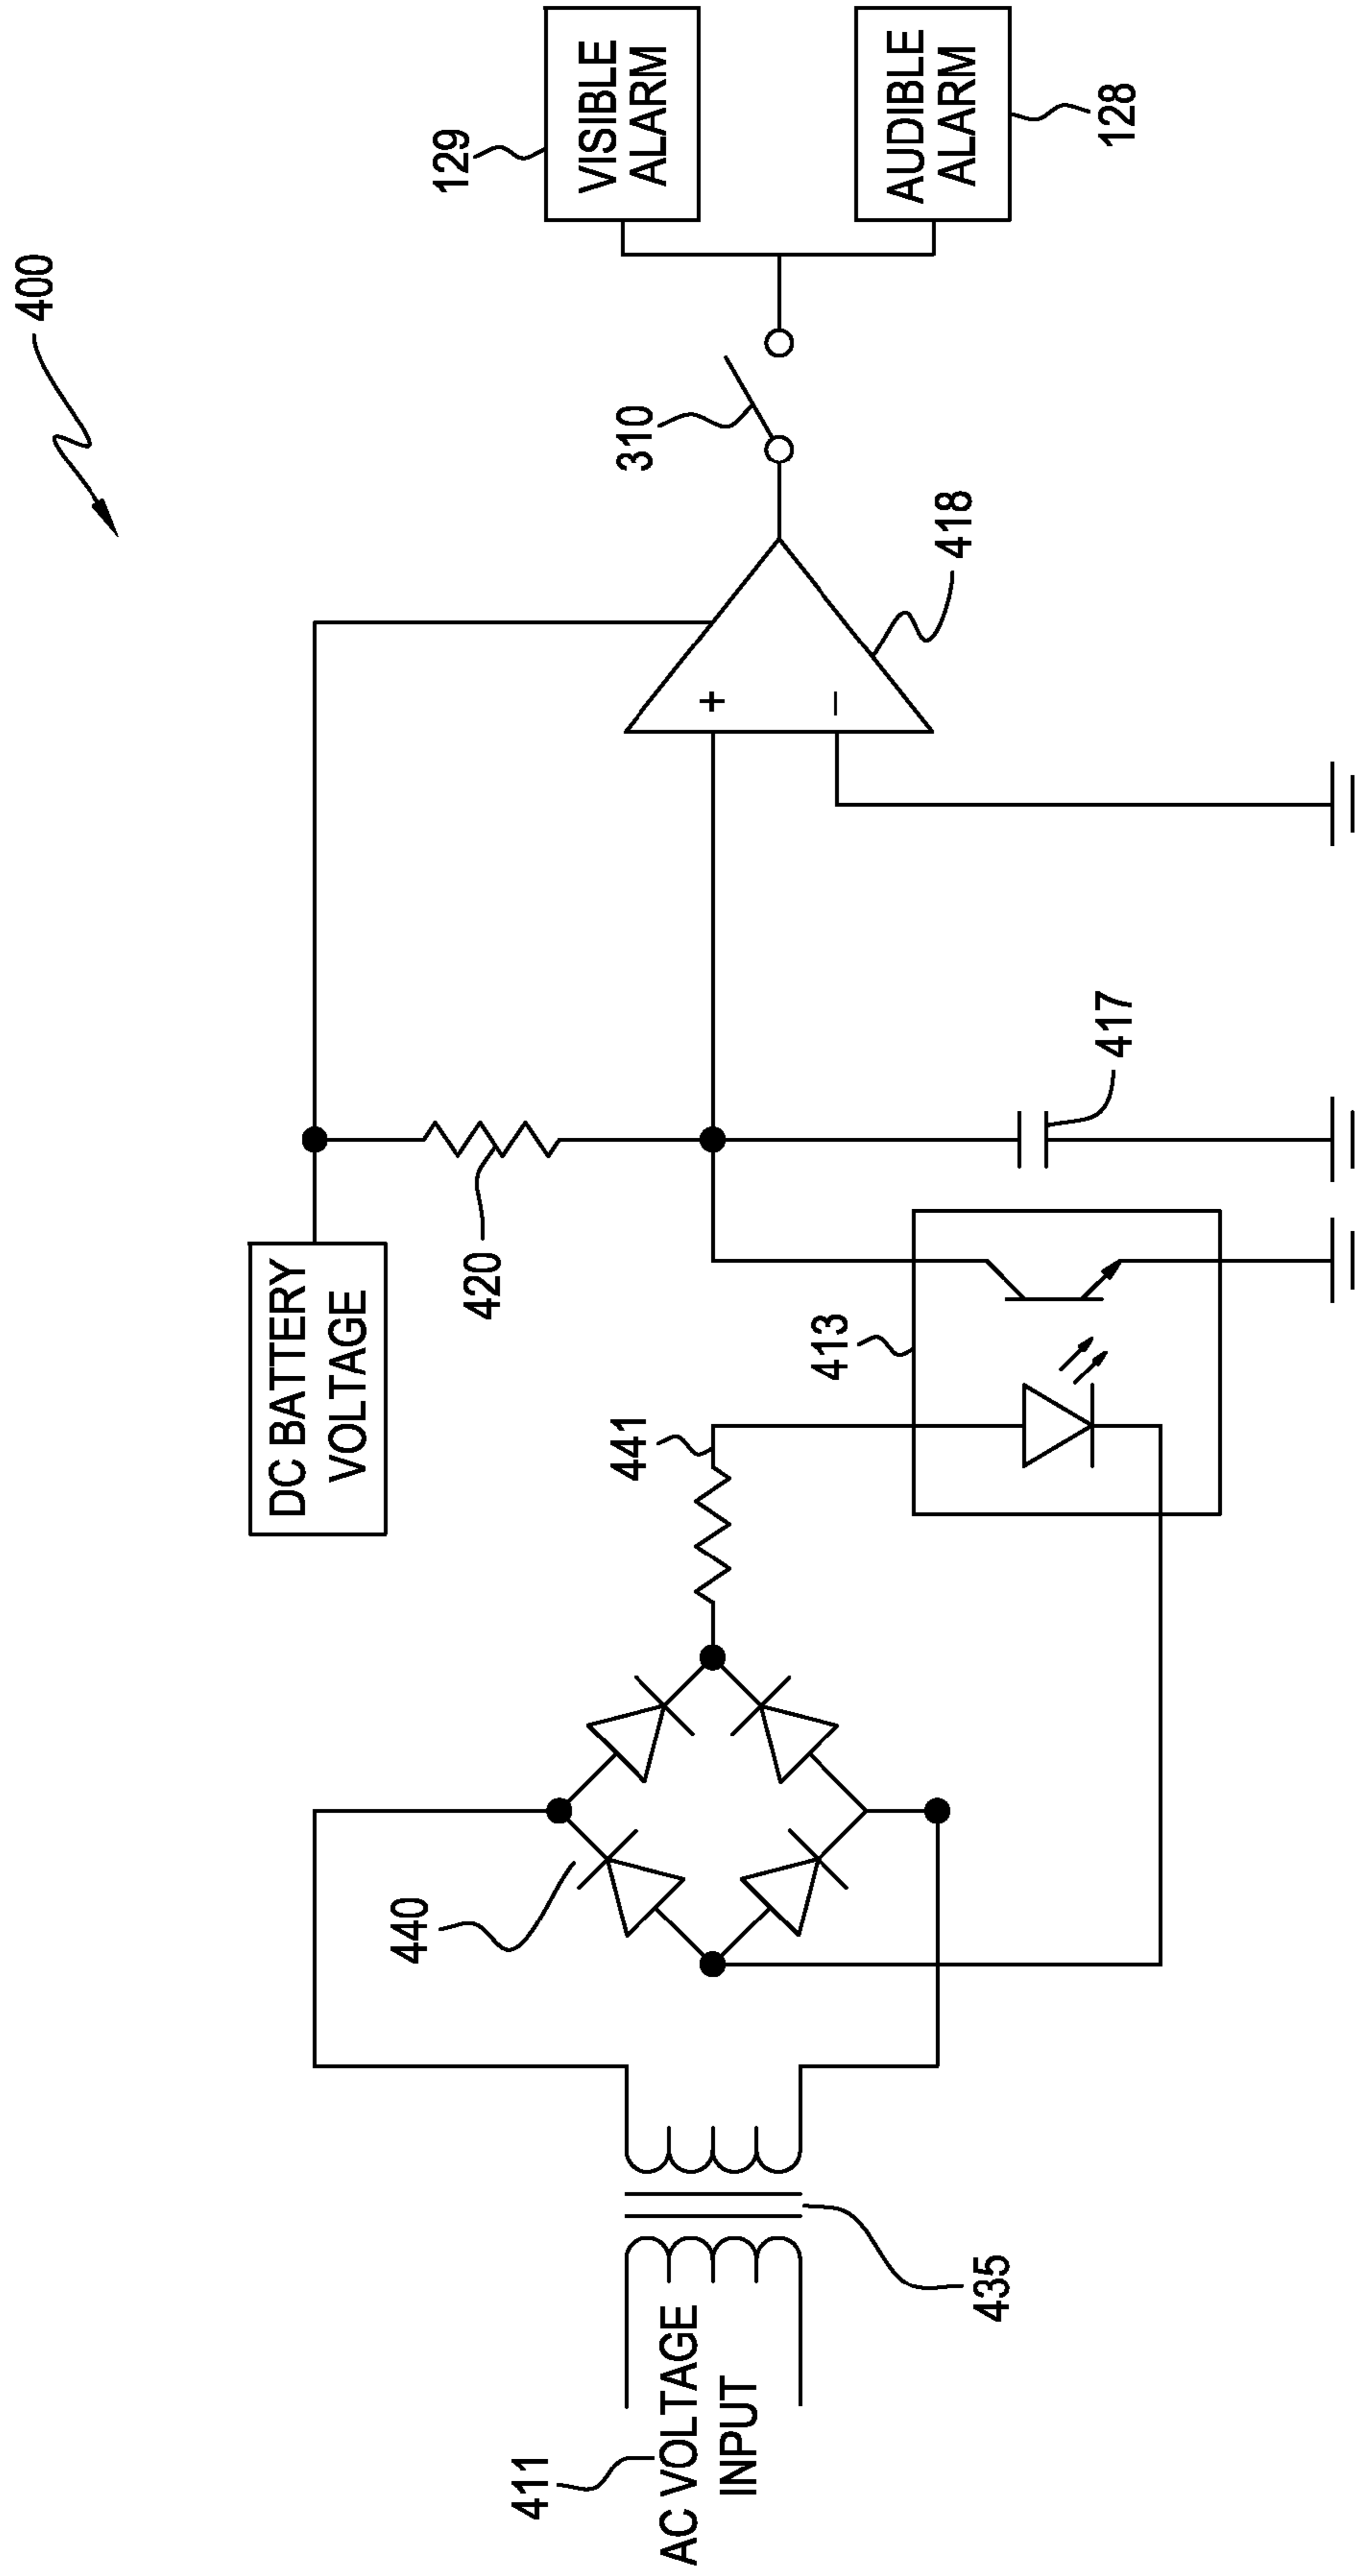 400
DC BATTERY
VOLTAGE
129
VISIBLE
ALARM
AUDIBLE
ALARM
128
310
418
+
−
420
417
441
413
440
435
411
AC VOLTAGE
INPUT